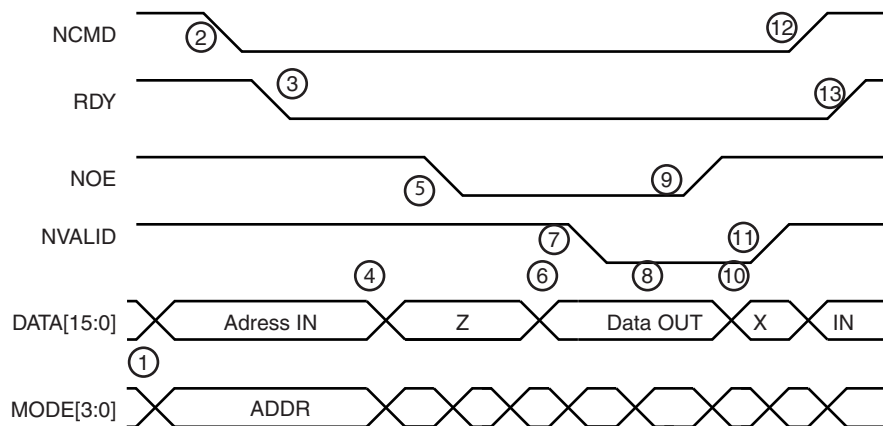 NCMD 2 12
RDY 3 13
NOE 5 9
NVALID 7 11
4 6 8 10
DATA[15:0] Adress IN Z Data OUT X IN
1
MODE[3:0] ADDR